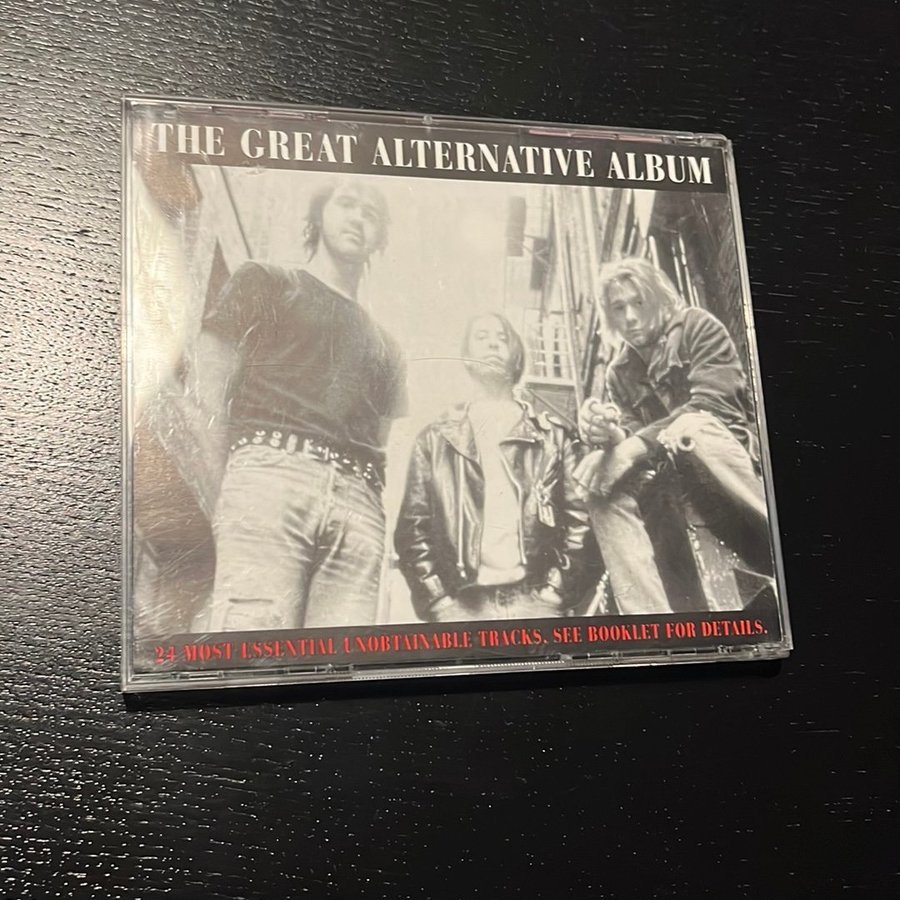 THE GREAT ALTERNATIVE ALBUM
24 MOST ESSENTIAL UNOBTAINABLE TRACKS. SEE BOOKLET FOR DETAILS.